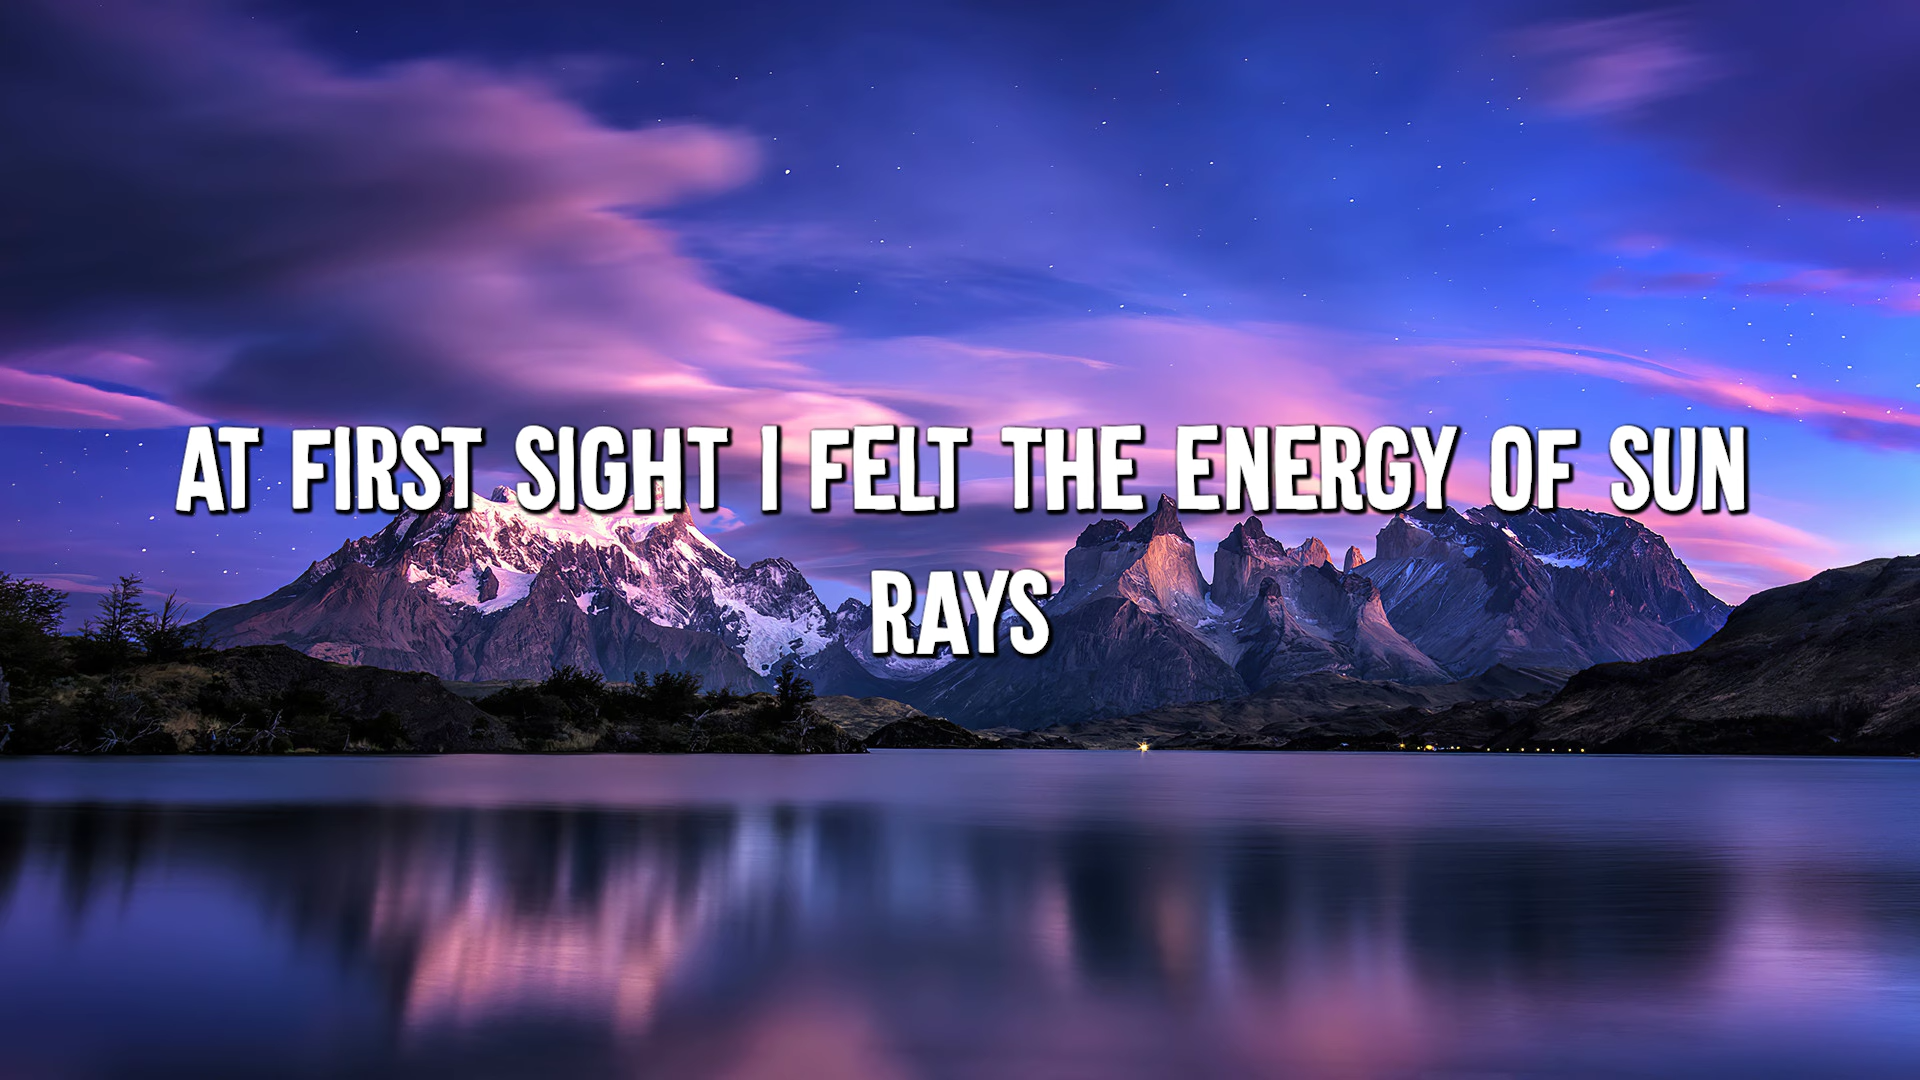 AT FIRST SIGHT I FELT THE ENERGY OF SUN
RAYS